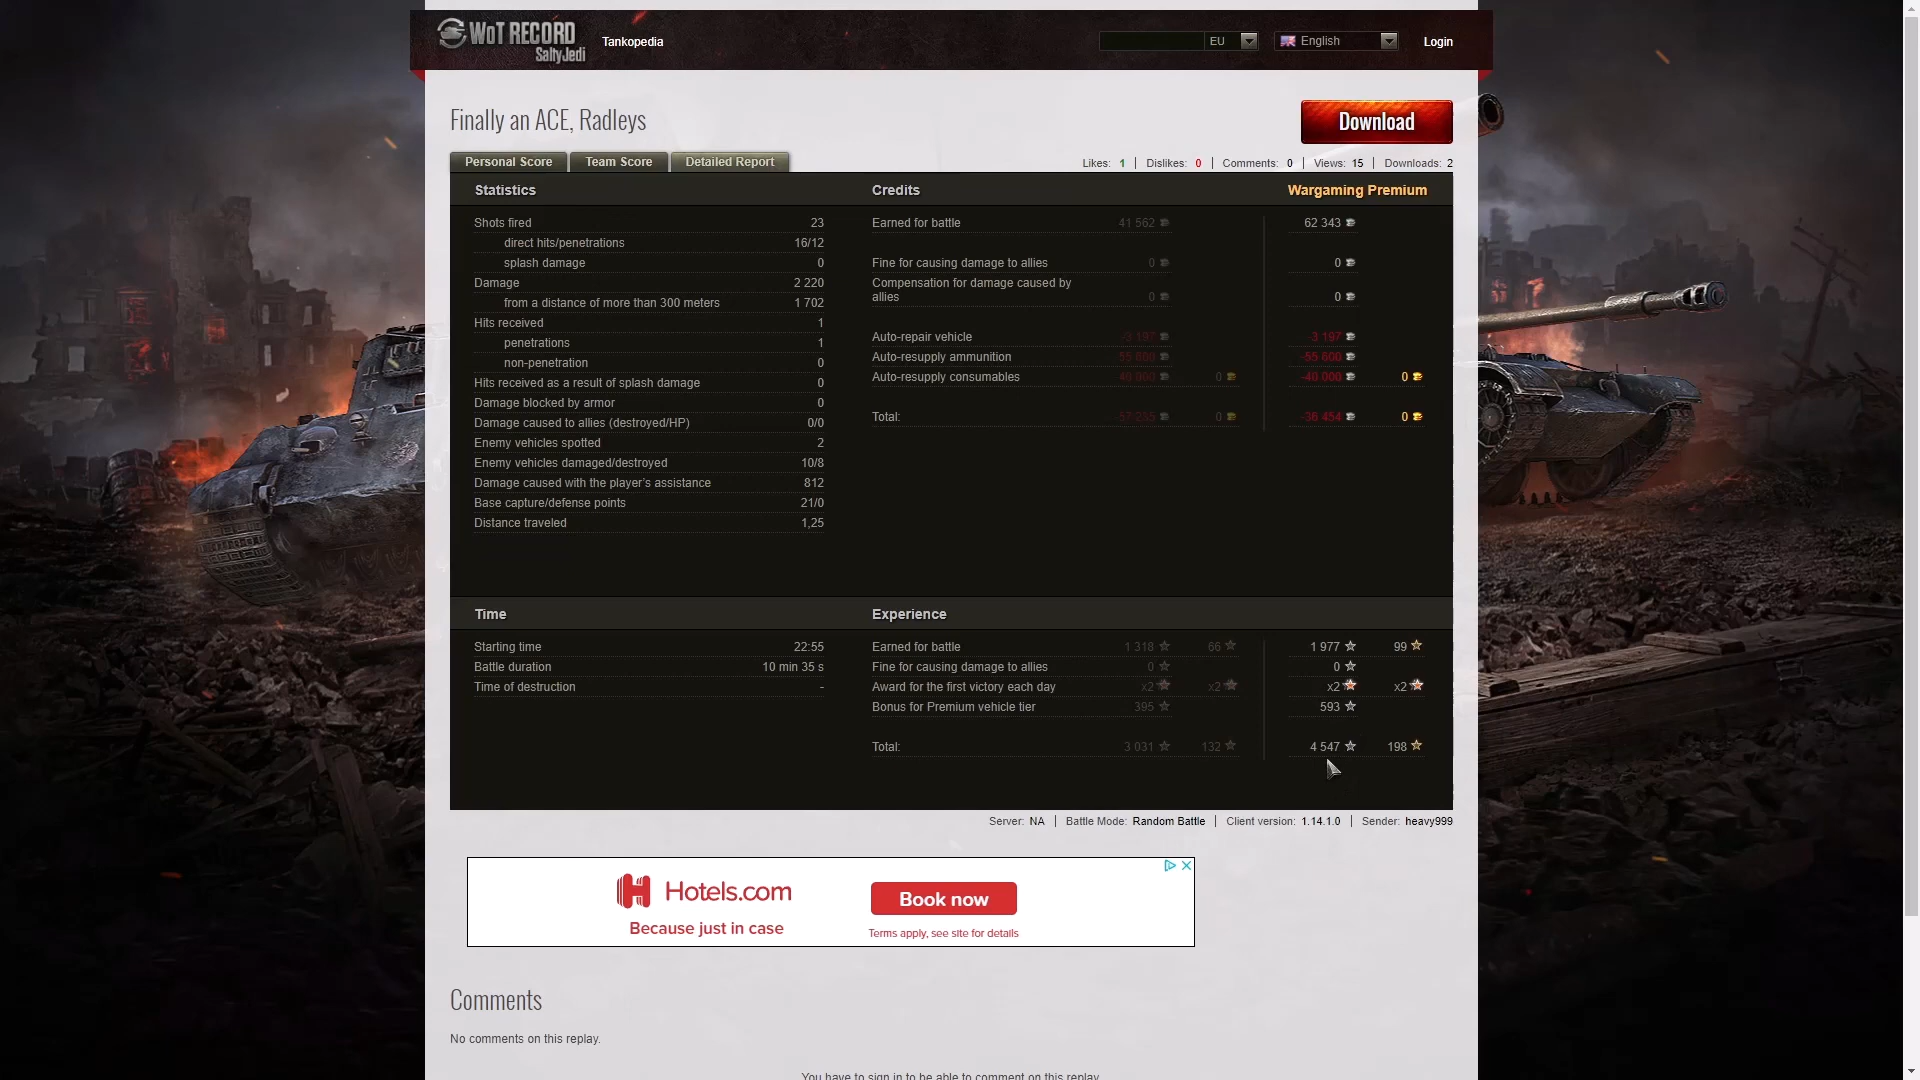 WoT RECORD
SaltyJedi
Tankopedia
EU
English
Login
Finally an ACE, Radleys
Download
Personal Score
Team Score
Detailed Report
Likes: 1 | Dislikes: 0 | Comments: 0 | Views: 15 | Downloads: 2
Statistics
Shots fired 23
direct hits/penetrations 16/12
splash damage 0
Damage 2 220
from a distance of more than 300 meters 1 702
Hits received 1
penetrations 1
non-penetration 0
Hits received as a result of splash damage 0
Damage blocked by armor 0
Damage caused to allies (destroyed/HP) 0/0
Enemy vehicles spotted 2
Enemy vehicles damaged/destroyed 10/8
Damage caused with the player's assistance 812
Base capture/defense points 21/0
Distance traveled 1,25
Credits Wargaming Premium
Earned for battle 41 562 62 343
Fine for causing damage to allies 0 0
Compensation for damage caused by
allies 0 0
Auto-repair vehicle -3 197 -3 197
Auto-resupply ammunition
Auto-resupply consumables 0 0
Total: 0 -36 454 0
Time
Starting time 22:55
Battle duration 10 min 35 s
Time of destruction -
Experience
Earned for battle 1 318 66 1 977 99
Fine for causing damage to allies 0 0
Award for the first victory each day x2 x2 x2 x2
Bonus for Premium vehicle tier 395 593
Total: 3 031 132 4 547 198
Server: NA | Battle Mode: Random Battle | Client version: 1.14.1.0 | Sender: heavy999
Hotels.com
Because just in case
Book now
Terms apply, see site for details
Comments
No comments on this replay.
You have to sign in to be able to comment on this replay.